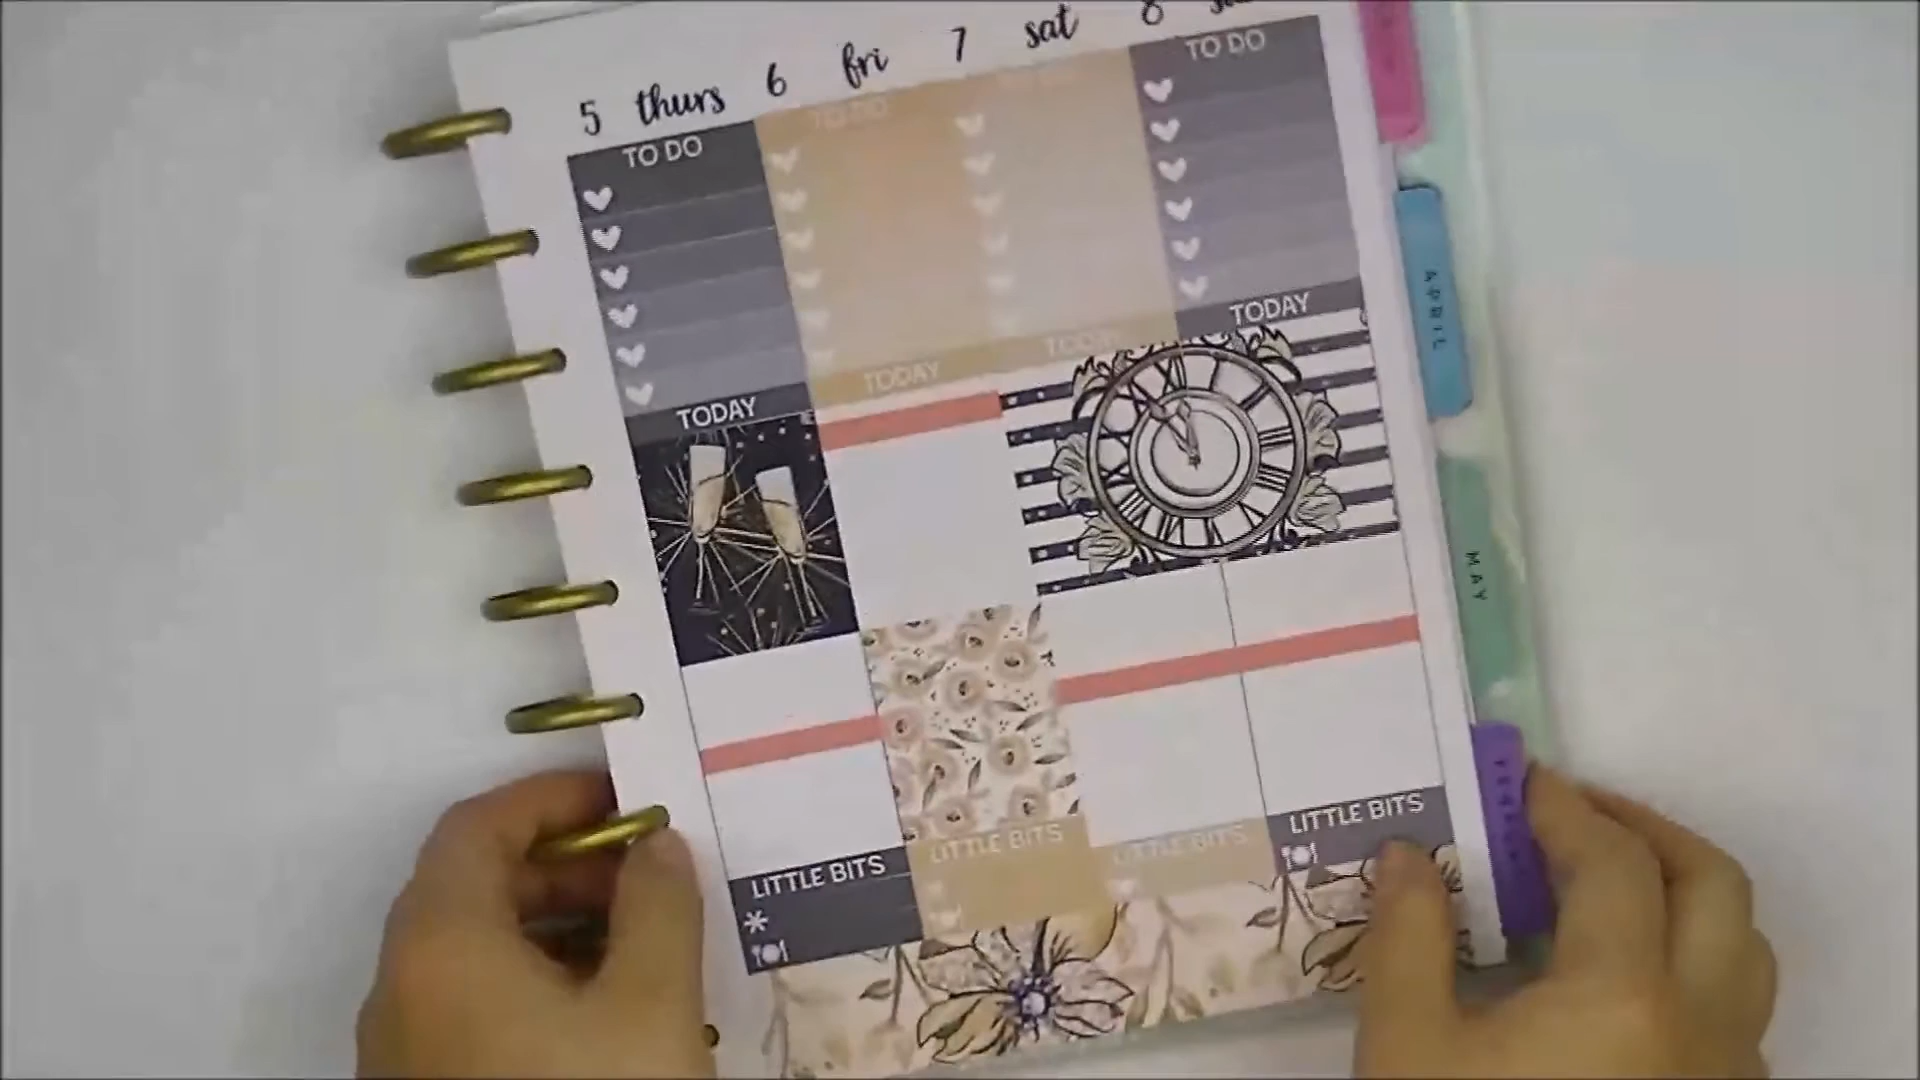 5 thurs 6 fri 7 sat 8
TO DO
TO DO
TO DO
TODAY
TODAY
TODAY
TODAY
LITTLE BITS
LITTLE BITS
LITTLE BITS
LITTLE BITS
APRIL
MAY